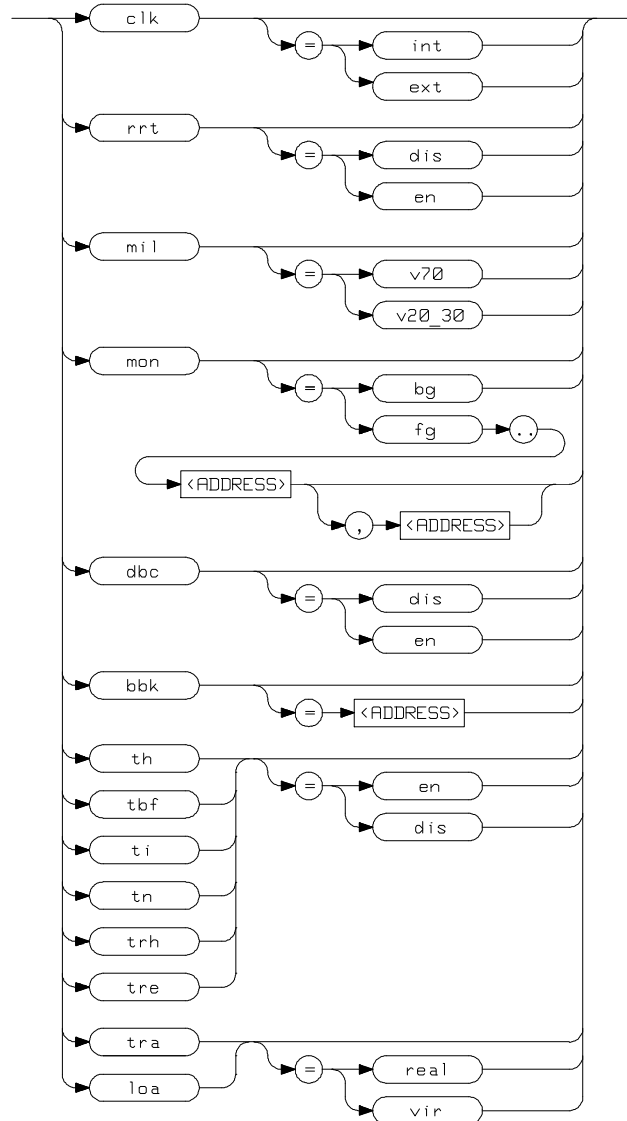 clk
= int
ext
rrt
= dis
en
mil
= v70
v20_30
mon
= bg
fg ..
<ADDRESS>
, <ADDRESS>
dbc
= dis
en
bbk
= <ADDRESS>
th
= en
tbf
dis
ti
tn
trh
tre
tra
= real
loa
vir